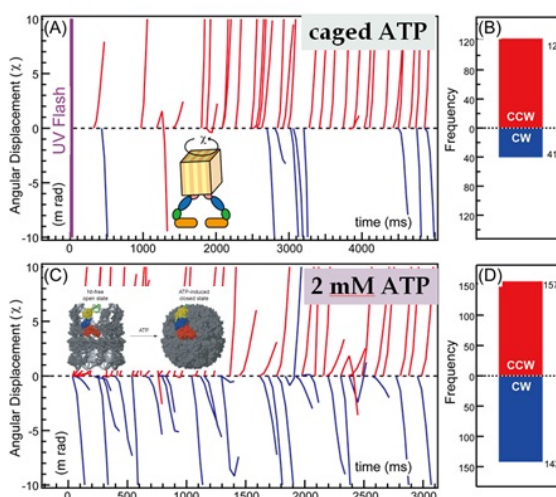 (A)
caged ATP
Angular Displacement (χ)
(m rad)
10
5
0
-5
-10
UV Flash
χ
time (ms)
0
1000
2000
3000
4000
(B)
Frequency
120
80
40
0
40
80
120
CCW
CW
41
(C)
2 mM ATP
Angular Displacement (χ)
(m rad)
10
5
0
-5
-10
open state
ATP-induced
closed state
ATP
time (ms)
0
500
1000
1500
2000
2500
3000
(D)
Frequency
150
100
50
0
50
100
150
157
CCW
CW